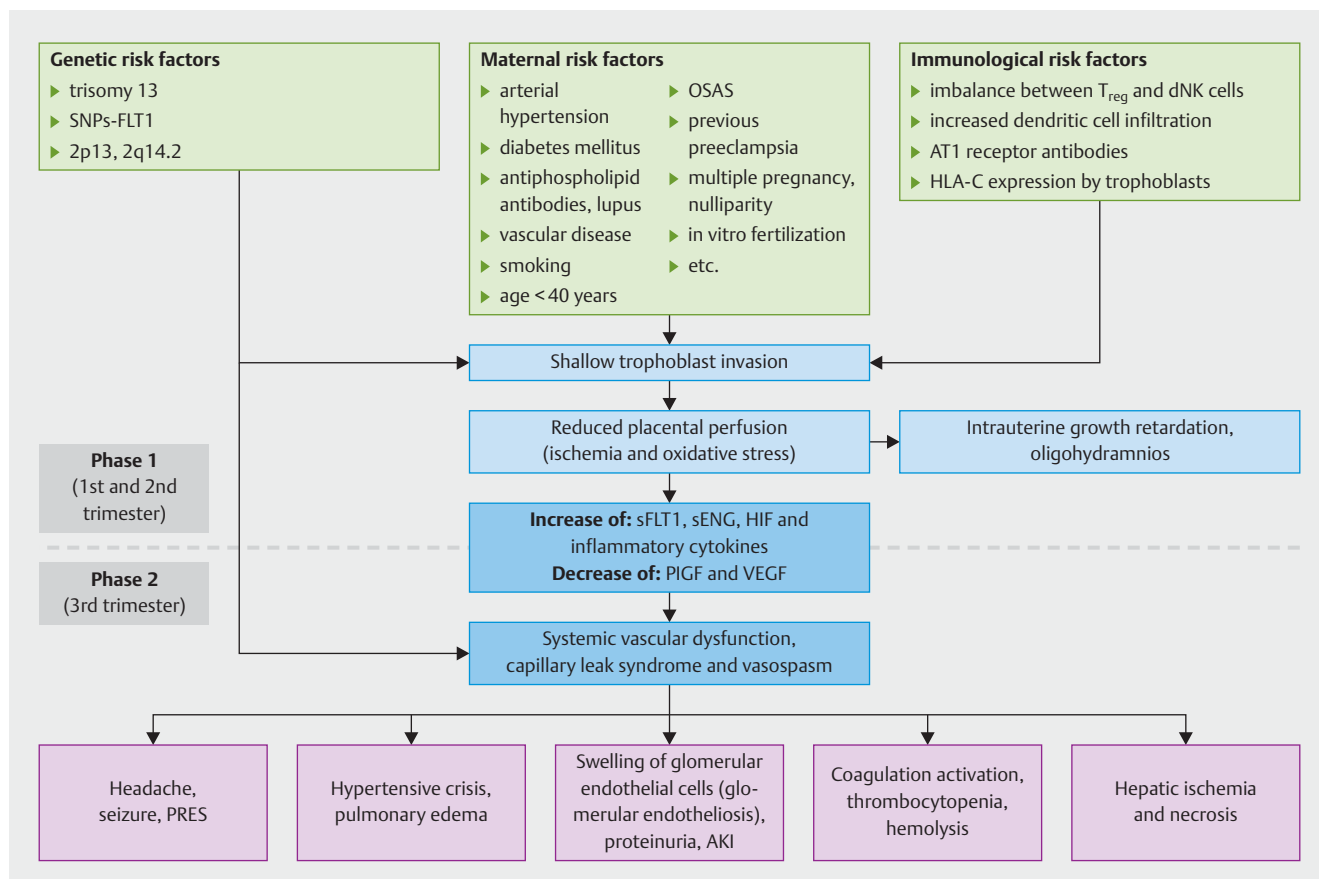 Genetic risk factors
trisomy 13
SNPs-FLT1
2p13, 2q14.2
Maternal risk factors
arterial
hypertension
diabetes mellitus
antiphospholipid
antibodies, lupus
vascular disease
smoking
age < 40 years
OSAS
previous
preeclampsia
multiple pregnancy,
nulliparity
in vitro fertilization
etc.
Immunological risk factors
imbalance between Treg and dNK cells
increased dendritic cell infiltration
AT1 receptor antibodies
HLA-C expression by trophoblasts
Shallow trophoblast invasion
Reduced placental perfusion
(ischemia and oxidative stress)
Intrauterine growth retardation,
oligohydramnios
Phase 1
(1st and 2nd
trimester)
Increase of: sFLT1, sENG, HIF and
inflammatory cytokines
Decrease of: PlGF and VEGF
Phase 2
(3rd trimester)
Systemic vascular dysfunction,
capillary leak syndrome and vasospasm
Headache,
seizure, PRES
Hypertensive crisis,
pulmonary edema
Swelling of glomerular
endothelial cells (glo-
merular endotheliosis),
proteinuria, AKI
Coagulation activation,
thrombocytopenia,
hemolysis
Hepatic ischemia
and necrosis